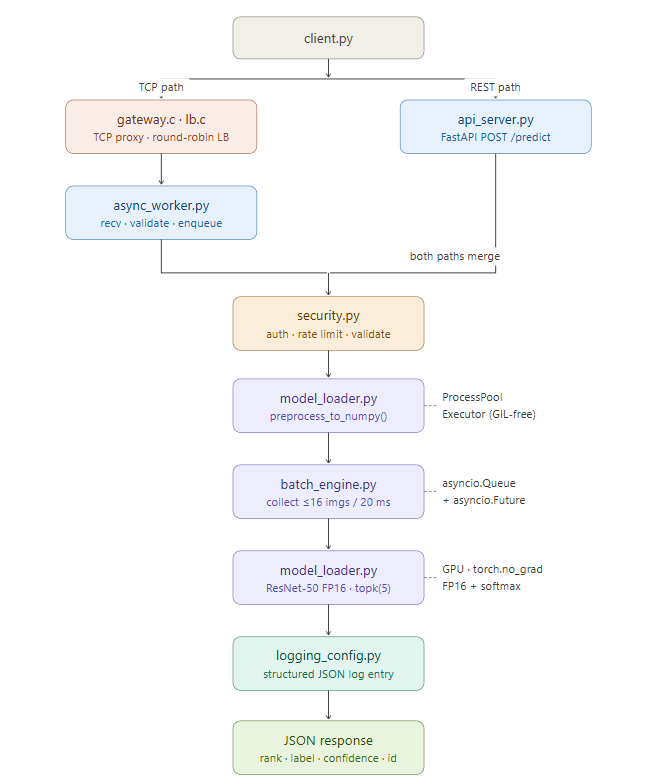 client.py
TCP path
REST path
gateway.c · lb.c
TCP proxy · round-robin LB
api_server.py
FastAPI POST /predict
async_worker.py
recv · validate · enqueue
both paths merge
security.py
auth · rate limit · validate
model_loader.py
preprocess_to_numpy()
ProcessPool
Executor (GIL-free)
batch_engine.py
collect ≤16 imgs / 20 ms
asyncio.Queue
+ asyncio.Future
model_loader.py
ResNet-50 FP16 · topk(5)
GPU · torch.no_grad
FP16 + softmax
logging_config.py
structured JSON log entry
JSON response
rank · label · confidence · id